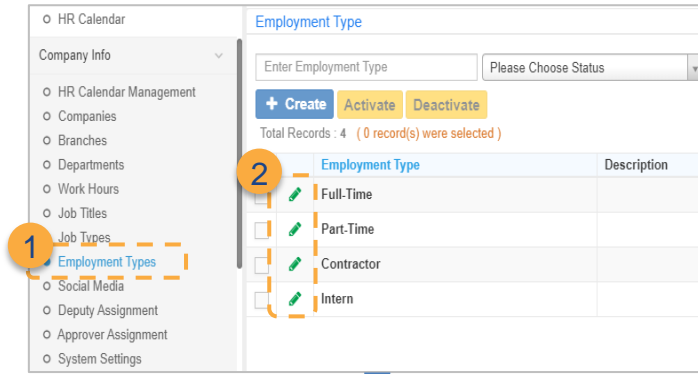 HR Calendar
Company Info
HR Calendar Management
Companies
Branches
Departments
Work Hours
Job Titles
Job Types
Employment Types
Social Media
Deputy Assignment
Approver Assignment
System Settings
1
Employment Type
Enter Employment Type
Please Choose Status
+ Create
Activate
Deactivate
Total Records : 4 ( 0 record(s) were selected )
2
Employment Type Description
Full-Time
Part-Time
Contractor
Intern